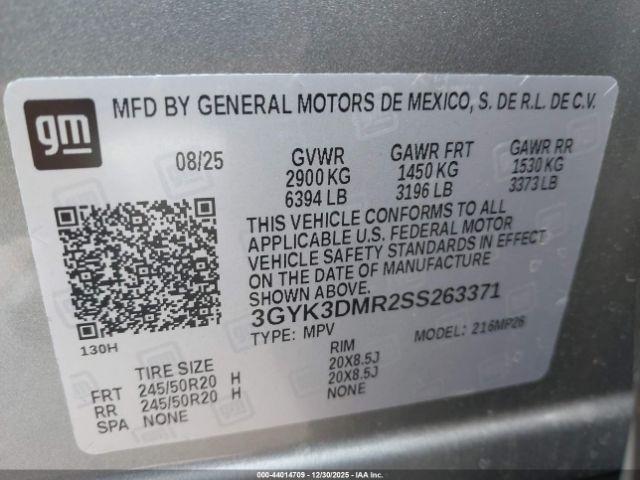 gm
MFD BY GENERAL MOTORS DE MEXICO, S. DE R.L. DE C.V.
08/25 GVWR GAWR FRT GAWR RR
2900 KG 1450 KG 1530 KG
6394 LB 3196 LB 3373 LB
THIS VEHICLE CONFORMS TO ALL
APPLICABLE U.S. FEDERAL MOTOR
VEHICLE SAFETY STANDARDS IN EFFECT
ON THE DATE OF MANUFACTURE
SHOWN ABOVE.
3GYK3DMR2SS263371
130H TYPE: MPV MODEL: 216MP26
TIRE SIZE RIM
FRT 245/50R20 H 20X8.5J
RR 245/50R20 H 20X8.5J
SPA NONE NONE
44014709 | 12/30/2025 - IAA Inc.